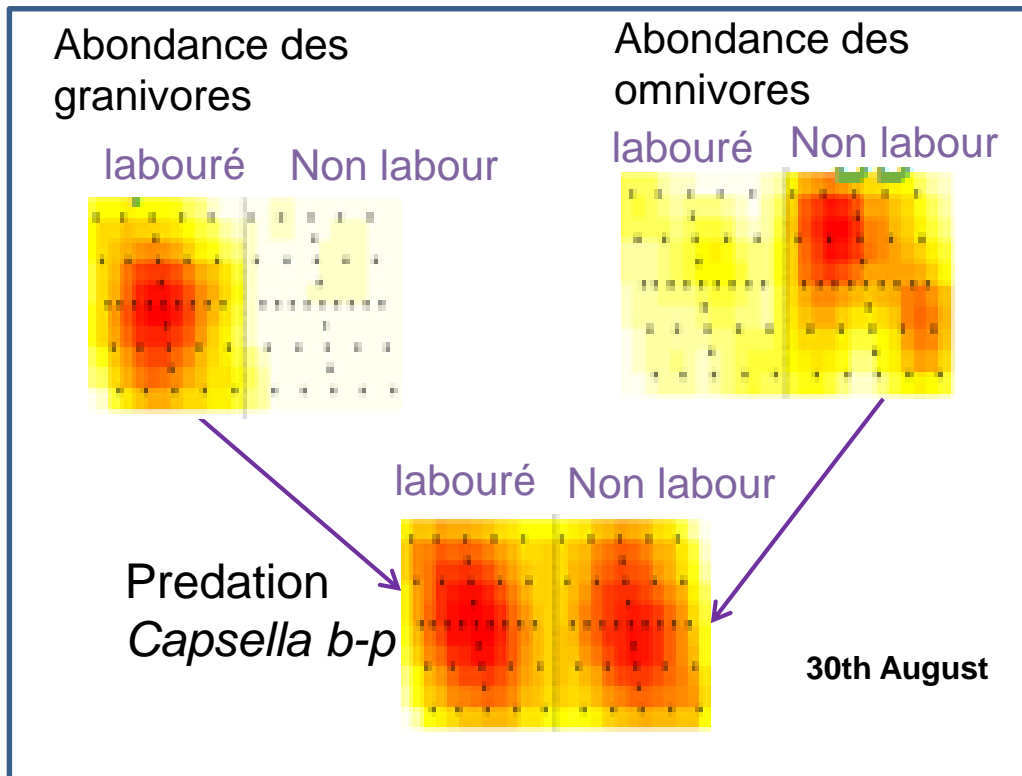 Abondance des
granivores
Abondance des
omnivores
labouré Non labour
labouré Non labour
labouré Non labour
Predation
Capsella b-p
30th August